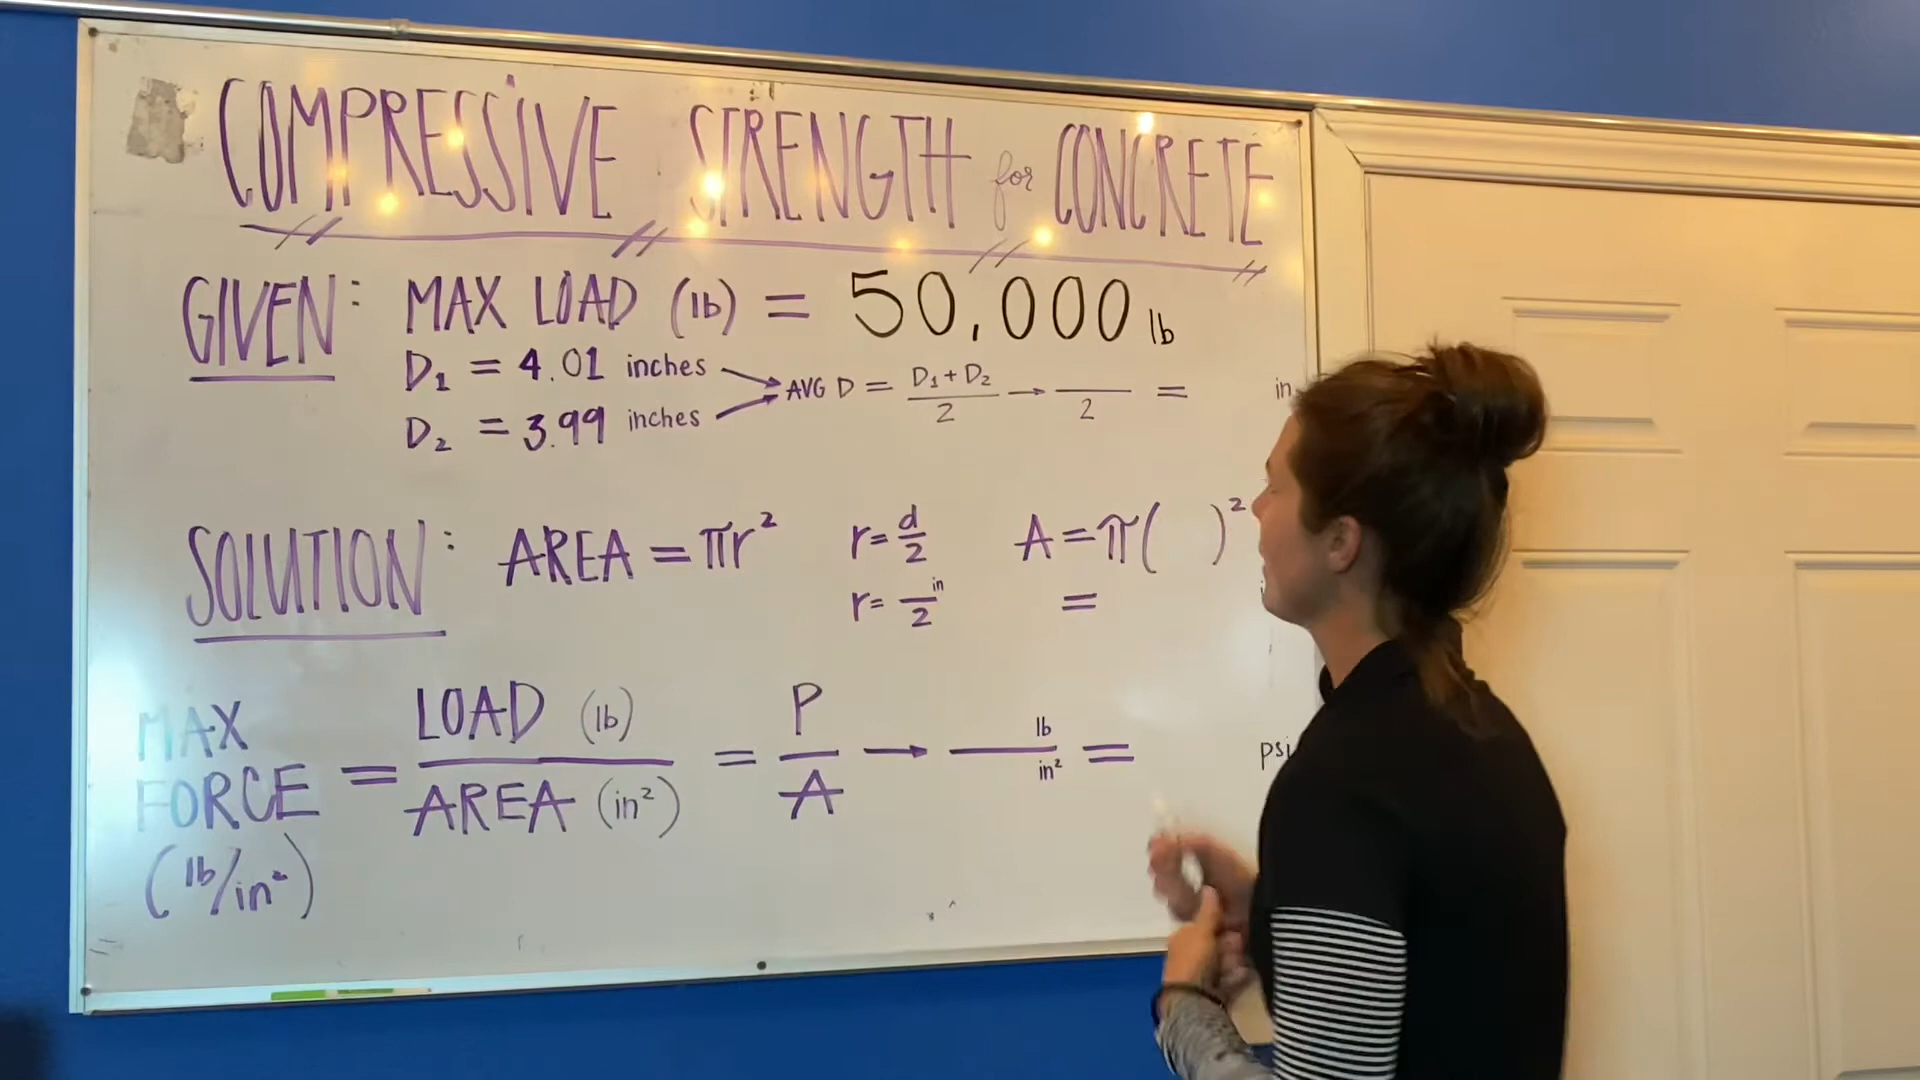 COMPRESSIVE STRENGTH for CONCRETE
GIVEN: MAX LOAD (lb) = 50,000 lb
D1 = 4.01 inches
D2 = 3.99 inches
AVG D = D1+D2 / 2 → / 2 = in
SOLUTION: AREA = πr² r= d/2 A=π( )²
r= in/2 =
MAX FORCE (lb/in²) = LOAD (lb) / AREA (in²) = P/A → lb/in² = psi